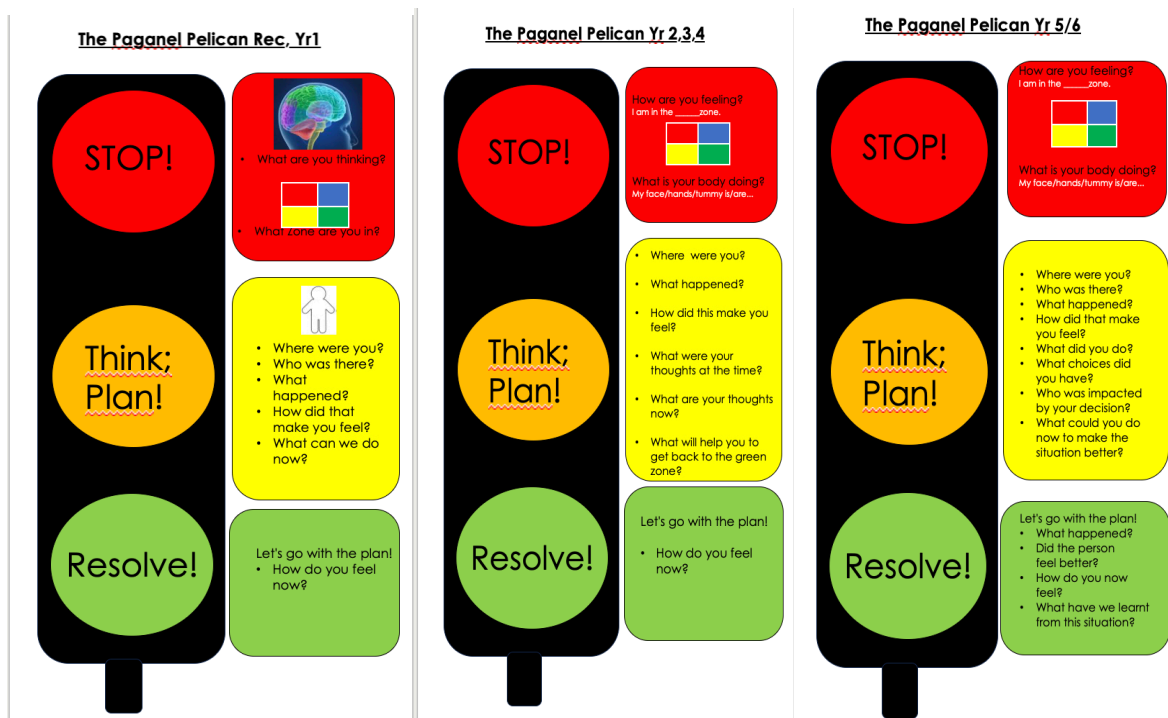 The Paganel Pelican Rec, Yr1
STOP!
• What are you thinking?
• What zone are you in?
Think;
Plan!
• Where were you?
• Who was there?
• What
happened?
• How did that
make you feel?
• What can we do
now?
Resolve!
Let's go with the plan!
• How do you feel
now?
The Paganel Pelican Yr 2,3,4
STOP!
How are you feeling?
I am in the ______zone.
What is your body doing?
My face/hands/tummy is/are...
Think;
Plan!
• Where were you?
• What happened?
• How did this make you
feel?
• What were your
thoughts at the time?
• What are your thoughts
now?
• What will help you to
get back to the green
zone?
Resolve!
Let's go with the plan!
• How do you feel
now?
The Paganel Pelican Yr 5/6
STOP!
How are you feeling?
I am in the ______zone.
What is your body doing?
My face/hands/tummy is/are...
Think;
Plan!
• Where were you?
• Who was there?
• What happened?
• How did that make
you feel?
• What did you do?
• What choices did
you have?
• Who was impacted
by your decision?
• What could you do
now to make the
situation better?
Resolve!
Let's go with the plan!
• What happened?
• Did the person
feel better?
• How do you now
feel?
• What have we learnt
from this situation?